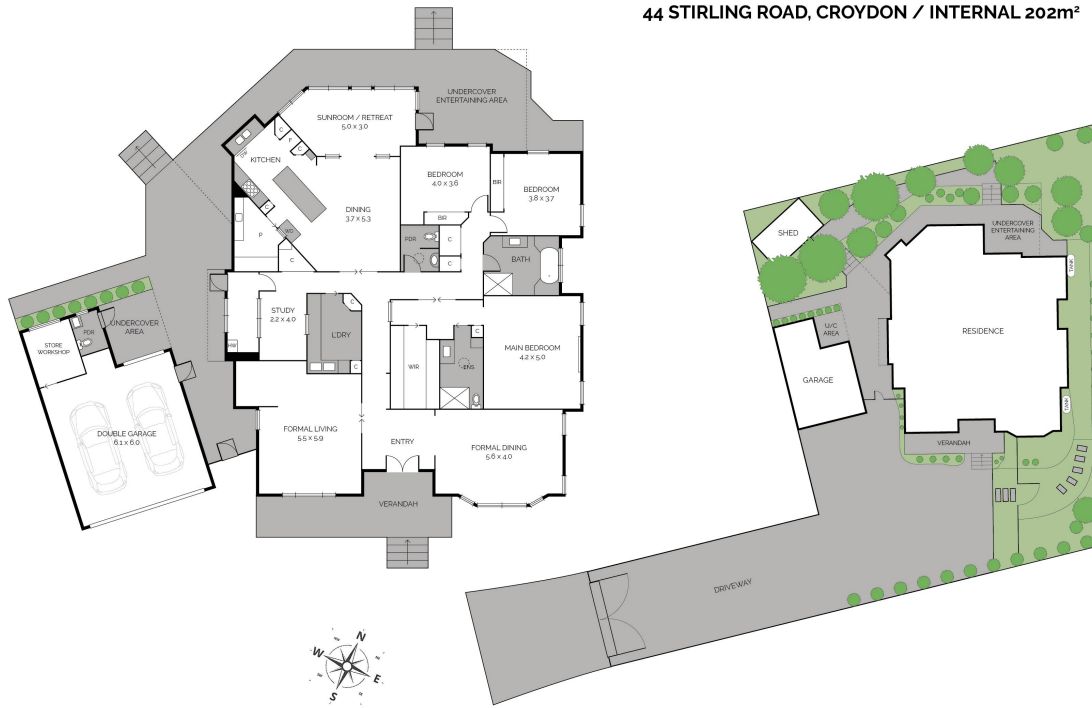 44 STIRLING ROAD, CROYDON / INTERNAL 202m²
UNDERCOVER
ENTERTAINING AREA
SUNROOM / RETREAT
5.0 x 3.0
C
F
C
DW
KITCHEN
C
BEDROOM
4.0 x 3.6
BIR
BEDROOM
3.8 x 3.7
DINING
3.7 x 5.3
BIR
WO
P
C
PDR
C
C
BATH
STUDY
2.2 x 4.0
C
L'DRY
HW
C
WIR
C
ENS
MAIN BEDROOM
4.2 x 5.0
PDR
UNDERCOVER
AREA
STORE
WORKSHOP
DOUBLE GARAGE
6.1 x 6.0
FORMAL LIVING
5.5 x 5.9
ENTRY
FORMAL DINING
5.6 x 4.0
VERANDAH
SHED
UNDERCOVER
ENTERTAINING
AREA
TANK
U/C
AREA
RESIDENCE
GARAGE
TANK
VERANDAH
DRIVEWAY
N
W
E
S